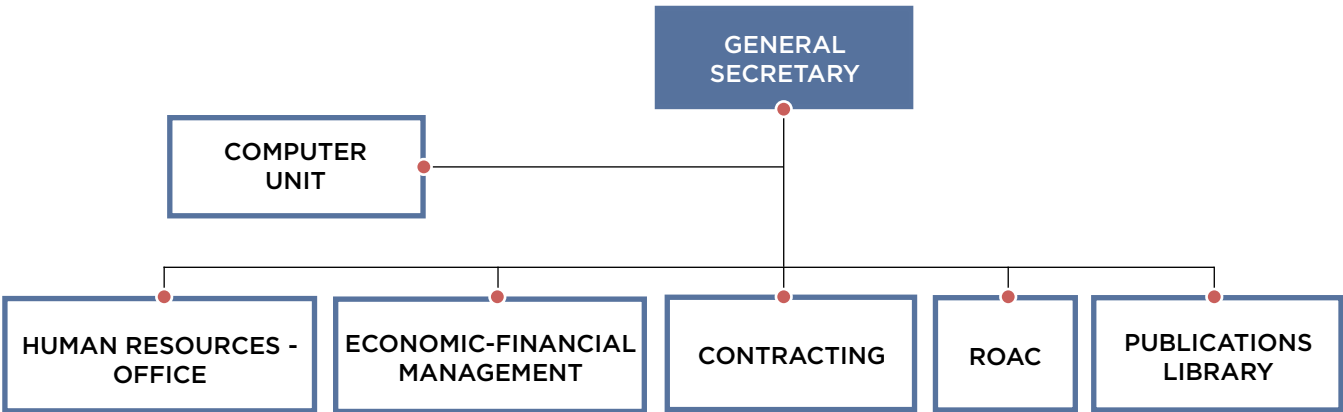 GENERAL
SECRETARY
COMPUTER
UNIT
HUMAN RESOURCES -
OFFICE
ECONOMIC-FINANCIAL
MANAGEMENT
CONTRACTING
ROAC
PUBLICATIONS
LIBRARY